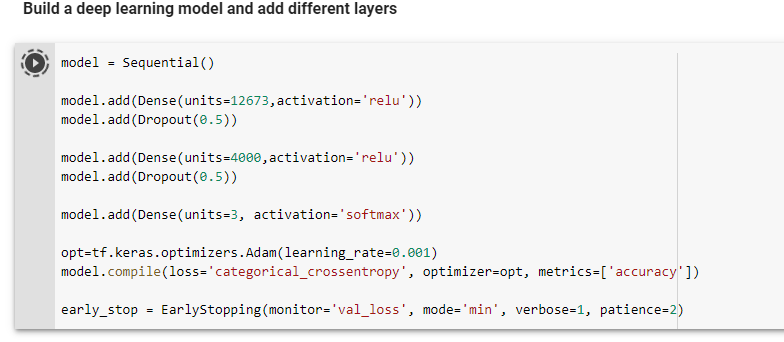 Build a deep learning model and add different layers
model = Sequential()
model.add(Dense(units=12673,activation='relu'))
model.add(Dropout(0.5))
model.add(Dense(units=4000,activation='relu'))
model.add(Dropout(0.5))
model.add(Dense(units=3, activation='softmax'))
opt=tf.keras.optimizers.Adam(learning_rate=0.001)
model.compile(loss='categorical_crossentropy', optimizer=opt, metrics=['accuracy'])
early_stop = EarlyStopping(monitor='val_loss', mode='min', verbose=1, patience=2)